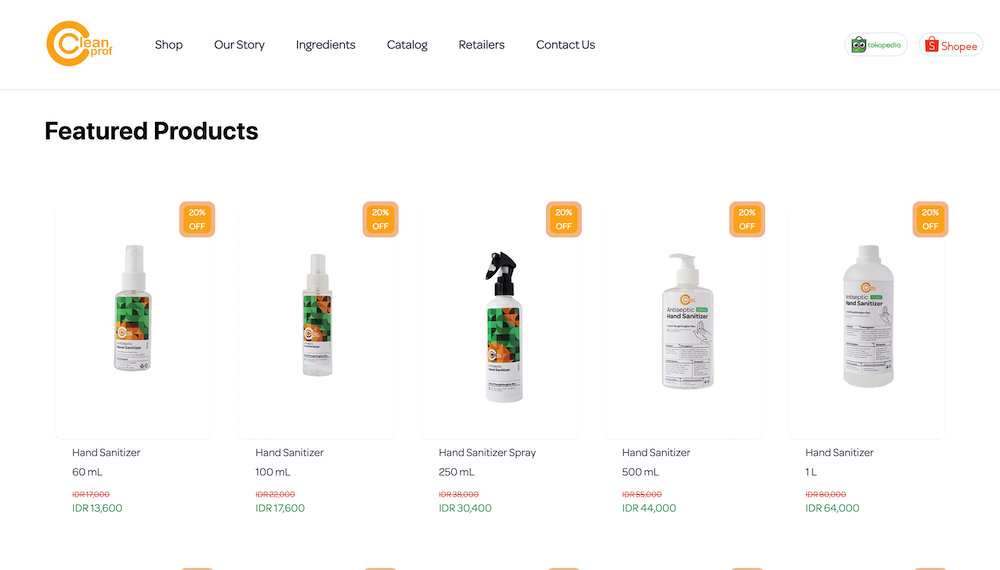 Clean
prof
Shop
Our Story
Ingredients
Catalog
Retailers
Contact Us
tokopedia
Shopee
Featured Products
20%
OFF
20%
OFF
20%
OFF
20%
OFF
20%
OFF
Hand Sanitizer
Hand Sanitizer
Antiseptic
Hand Sanitizer
Antiseptic
Hand Sanitizer
Hand Sanitizer
60 mL
IDR 17,000
IDR 13,600
Hand Sanitizer
100 mL
IDR 22,000
IDR 17,600
Hand Sanitizer Spray
250 mL
IDR 38,000
IDR 30,400
Hand Sanitizer
500 mL
IDR 55,000
IDR 44,000
Hand Sanitizer
1 L
IDR 80,000
IDR 64,000